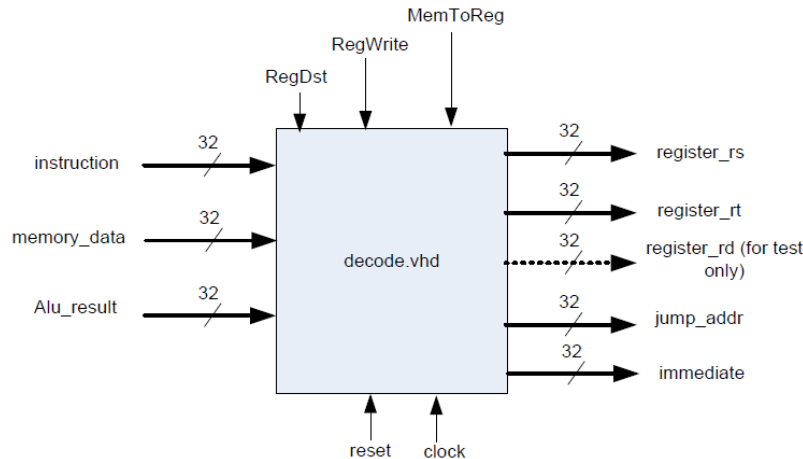 MemToReg
RegWrite
RegDst
32
instruction
32
memory_data
32
Alu_result
decode.vhd
32
register_rs
32
register_rt
32
register_rd (for test
only)
32
jump_addr
32
immediate
reset
clock